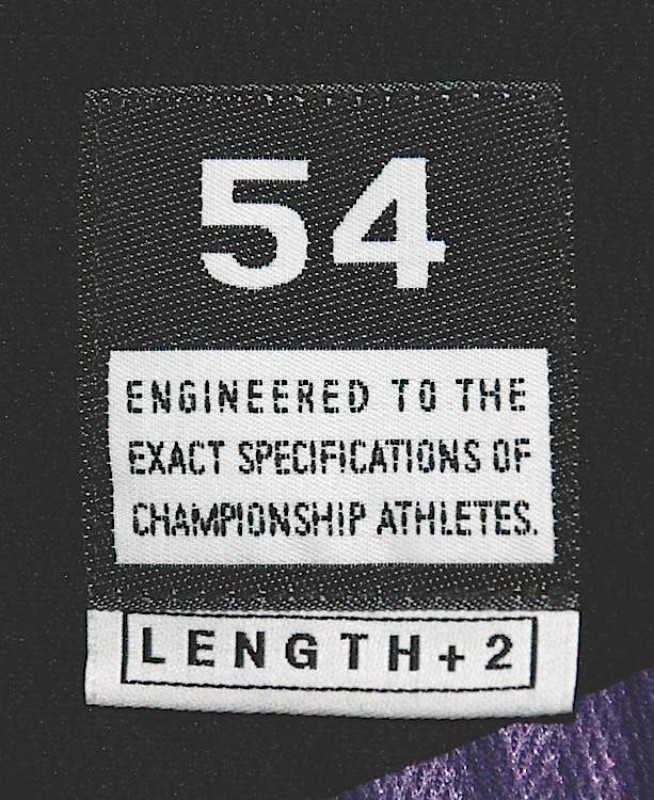 54
ENGINEERED TO THE
EXACT SPECIFICATIONS OF
CHAMPIONSHIP ATHLETES.
LENGTH+2